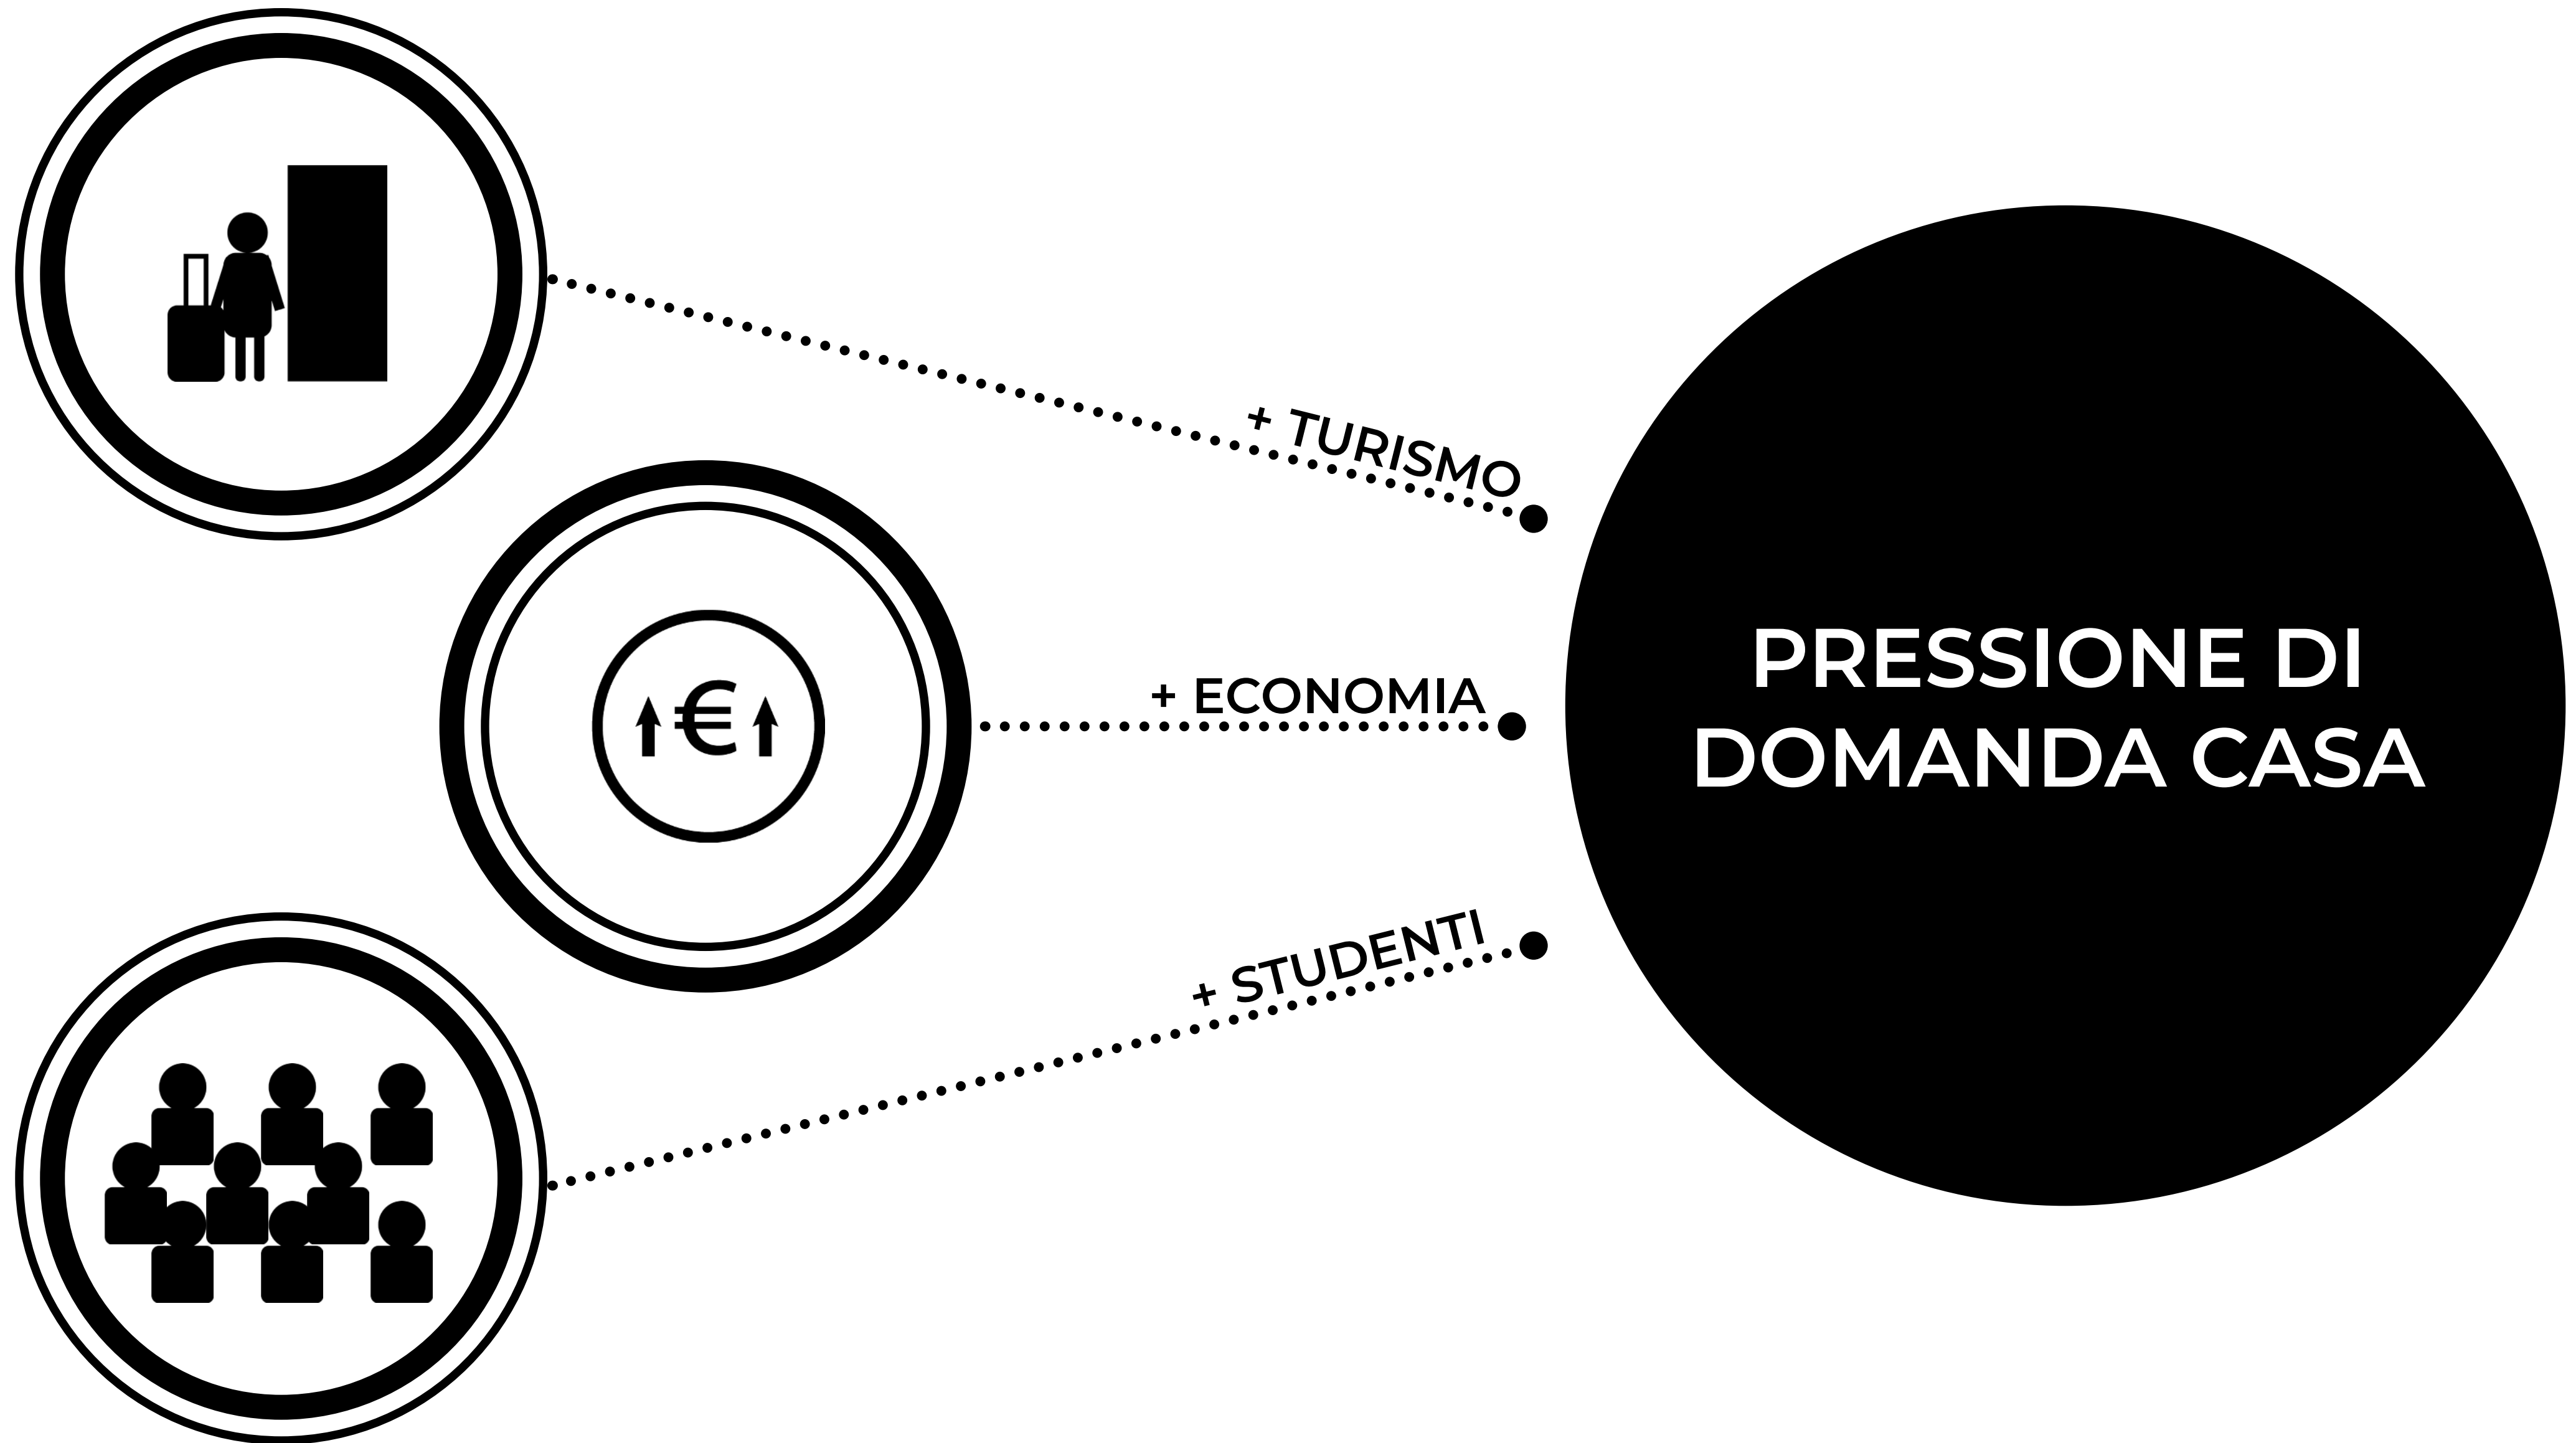 + TURISMO
€
+ ECONOMIA
PRESSIONE DI
DOMANDA CASA
+ STUDENTI